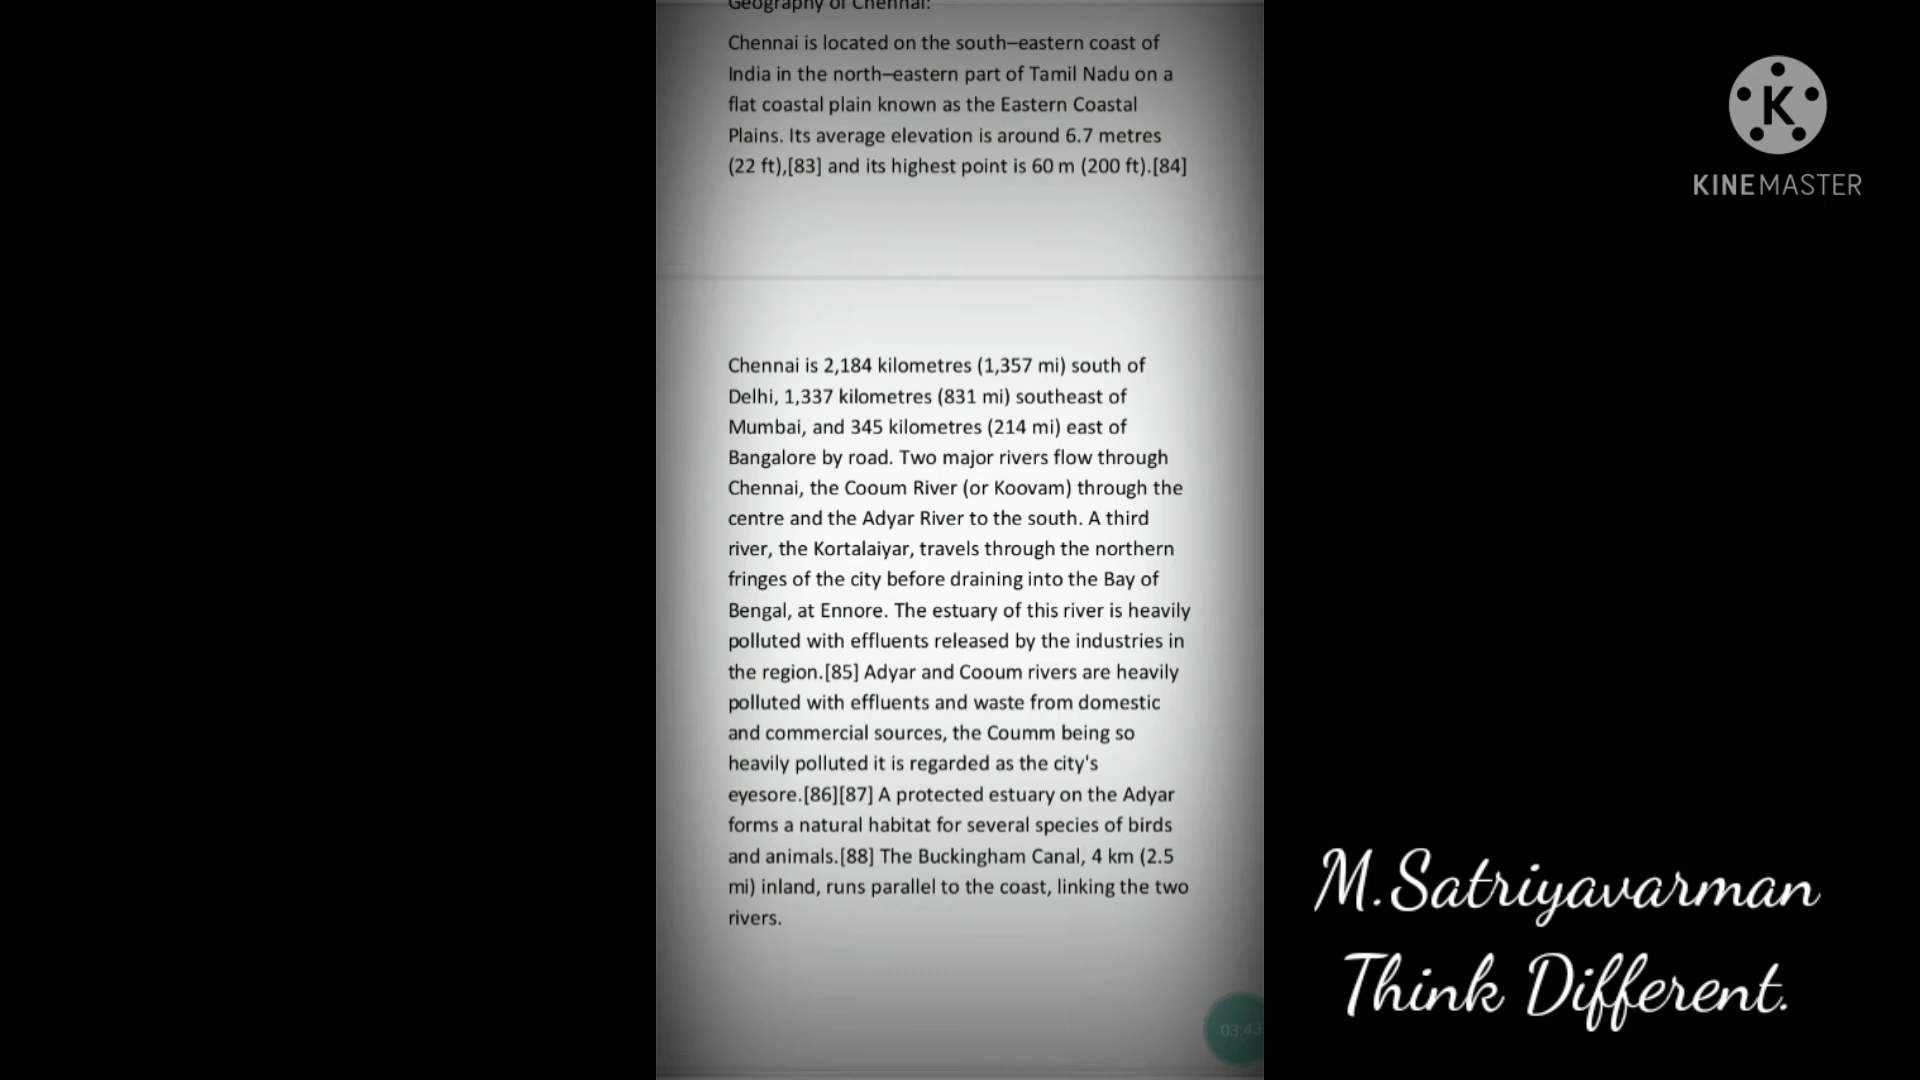 Geography of Chennai:
Chennai is located on the south–eastern coast of
India in the north–eastern part of Tamil Nadu on a
flat coastal plain known as the Eastern Coastal
Plains. Its average elevation is around 6.7 metres
(22 ft),[83] and its highest point is 60 m (200 ft).[84]
Chennai is 2,184 kilometres (1,357 mi) south of
Delhi, 1,337 kilometres (831 mi) southeast of
Mumbai, and 345 kilometres (214 mi) east of
Bangalore by road. Two major rivers flow through
Chennai, the Cooum River (or Koovam) through the
centre and the Adyar River to the south. A third
river, the Kortalaiyar, travels through the northern
fringes of the city before draining into the Bay of
Bengal, at Ennore. The estuary of this river is heavily
polluted with effluents released by the industries in
the region.[85] Adyar and Cooum rivers are heavily
polluted with effluents and waste from domestic
and commercial sources, the Coumm being so
heavily polluted it is regarded as the city's
eyesore.[86][87] A protected estuary on the Adyar
forms a natural habitat for several species of birds
and animals.[88] The Buckingham Canal, 4 km (2.5
mi) inland, runs parallel to the coast, linking the two
rivers.
03:43
K
KINEMASTER
M.Satriyavarman
Think Different.